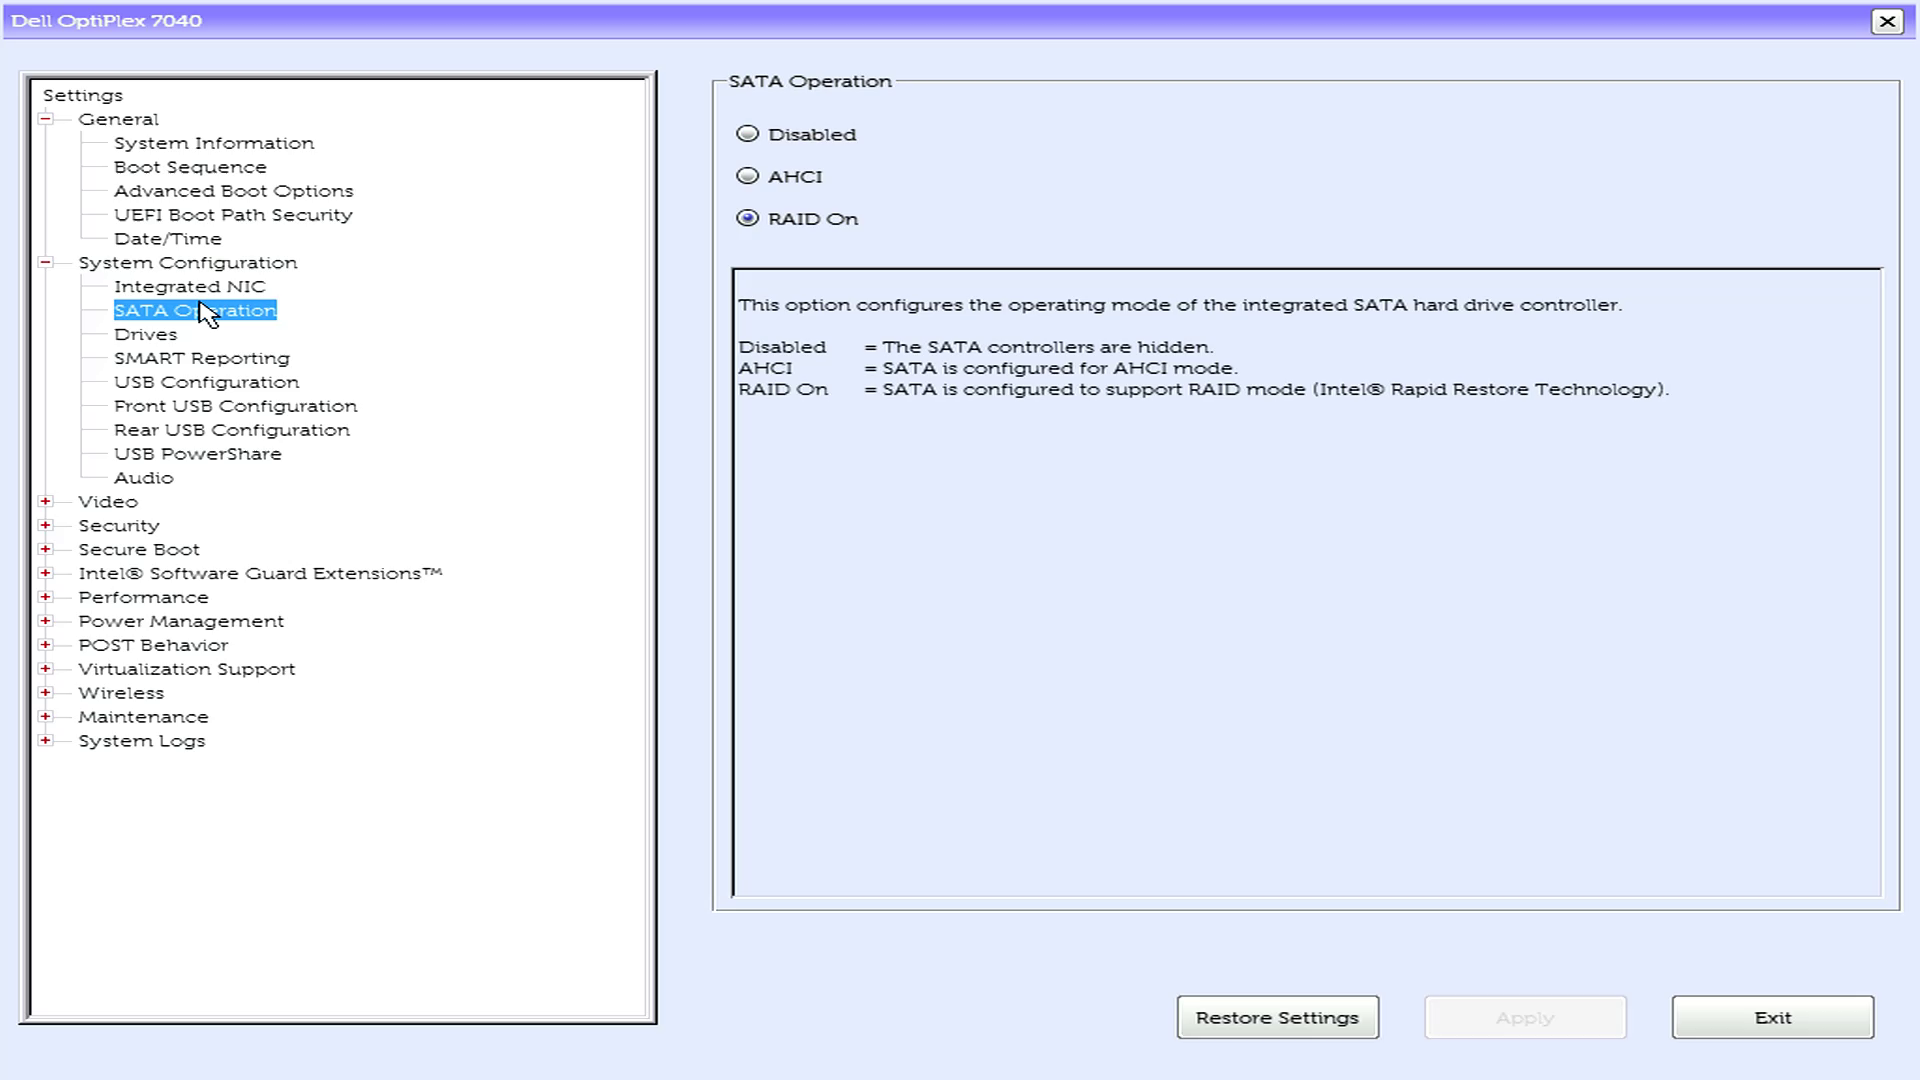 Dell OptiPlex 7040
Settings
General
System Information
Boot Sequence
Advanced Boot Options
UEFI Boot Path Security
Date/Time
System Configuration
Integrated NIC
SATA Operation
Drives
SMART Reporting
USB Configuration
Front USB Configuration
Rear USB Configuration
USB PowerShare
Audio
Video
Security
Secure Boot
Intel® Software Guard Extensions™
Performance
Power Management
POST Behavior
Virtualization Support
Wireless
Maintenance
System Logs
SATA Operation
Disabled
AHCI
RAID On
This option configures the operating mode of the integrated SATA hard drive controller.
Disabled = The SATA controllers are hidden.
AHCI = SATA is configured for AHCI mode.
RAID On = SATA is configured to support RAID mode (Intel® Rapid Restore Technology).
Restore Settings
Apply
Exit